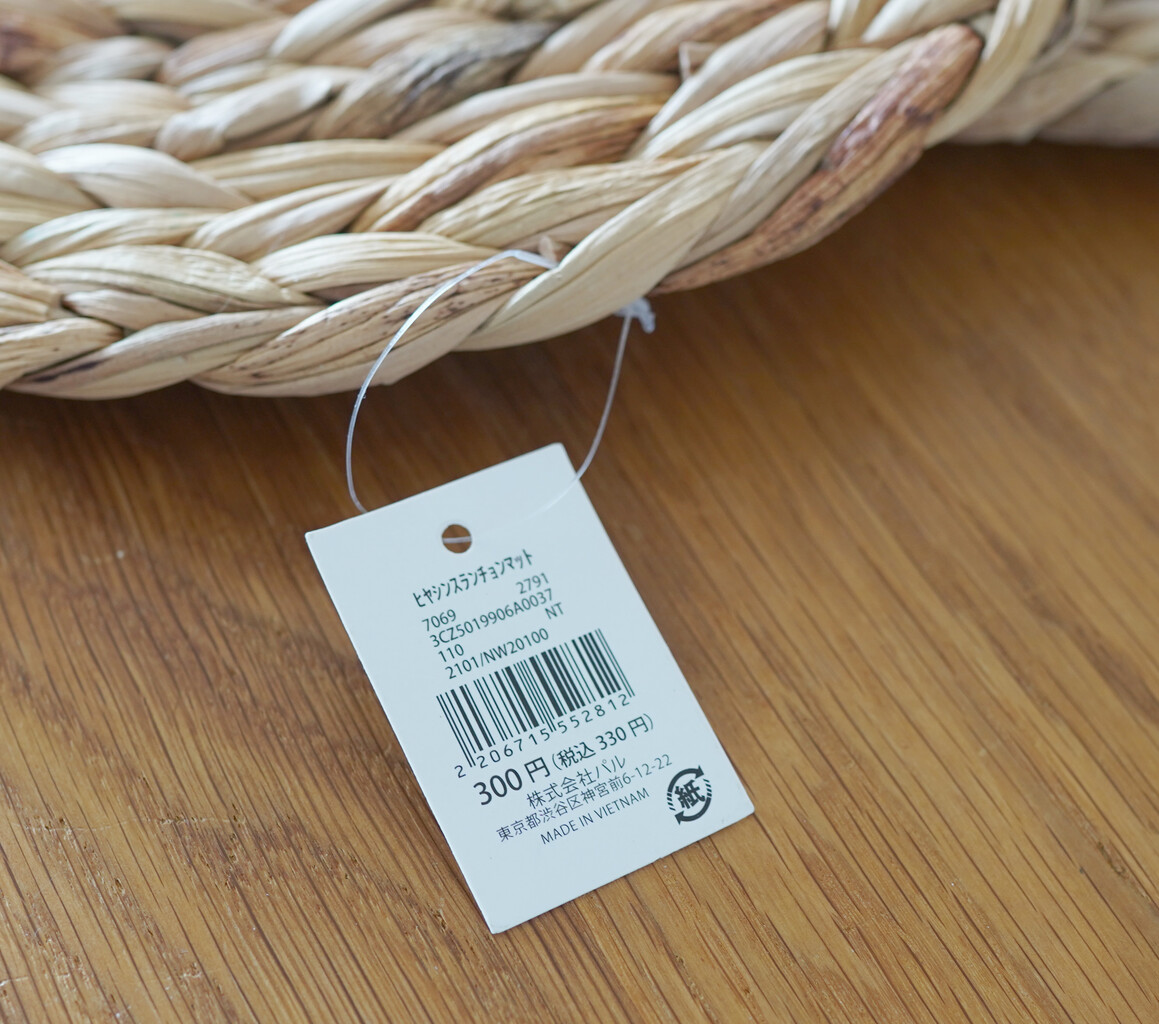 ヒヤシンスランチョンマット
7069 2791
3CZ5019906A0037
110 NT
2101/NW20100
2 206715 552812
300円(税込 330円)
株式会社パル
東京都渋谷区神宮前6-12-22
MADE IN VIETNAM
紙